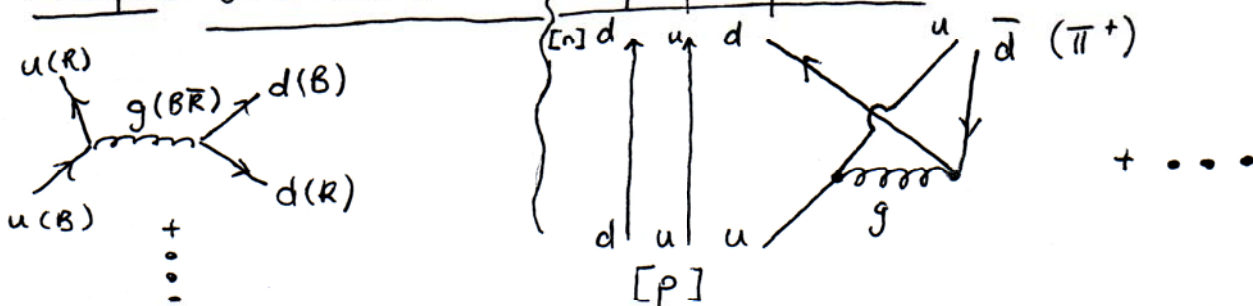 [n] d u d u d̅ (π⁺)
u(R)
g(BR̅) d(B)
d(R)
u(B)
g
+ • • •
+
d u u
[p]